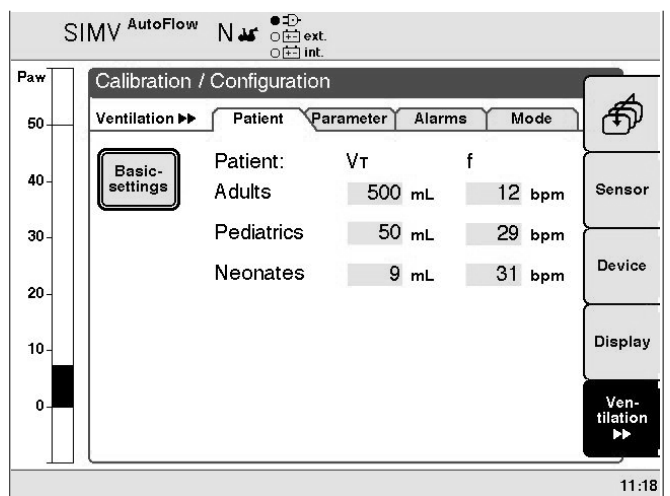 SIMV AutoFlow N ext.
int.
Paw
Calibration / Configuration
Ventilation ▶▶ Patient Parameter Alarms Mode
Basic-
settings
Patient: VT f
Adults 500 mL 12 bpm
Pediatrics 50 mL 29 bpm
Neonates 9 mL 31 bpm
50
40
30
20
10
0
Sensor
Device
Display
Ven-
tilation
▶▶
11:18